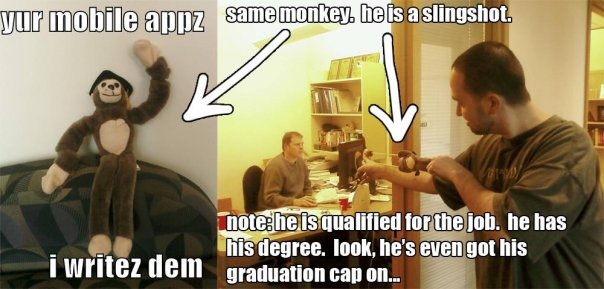 yur mobile appz
i writez dem
same monkey. he is a slingshot.
note: he is qualified for the job. he has
his degree. look, he's even got his
graduation cap on...